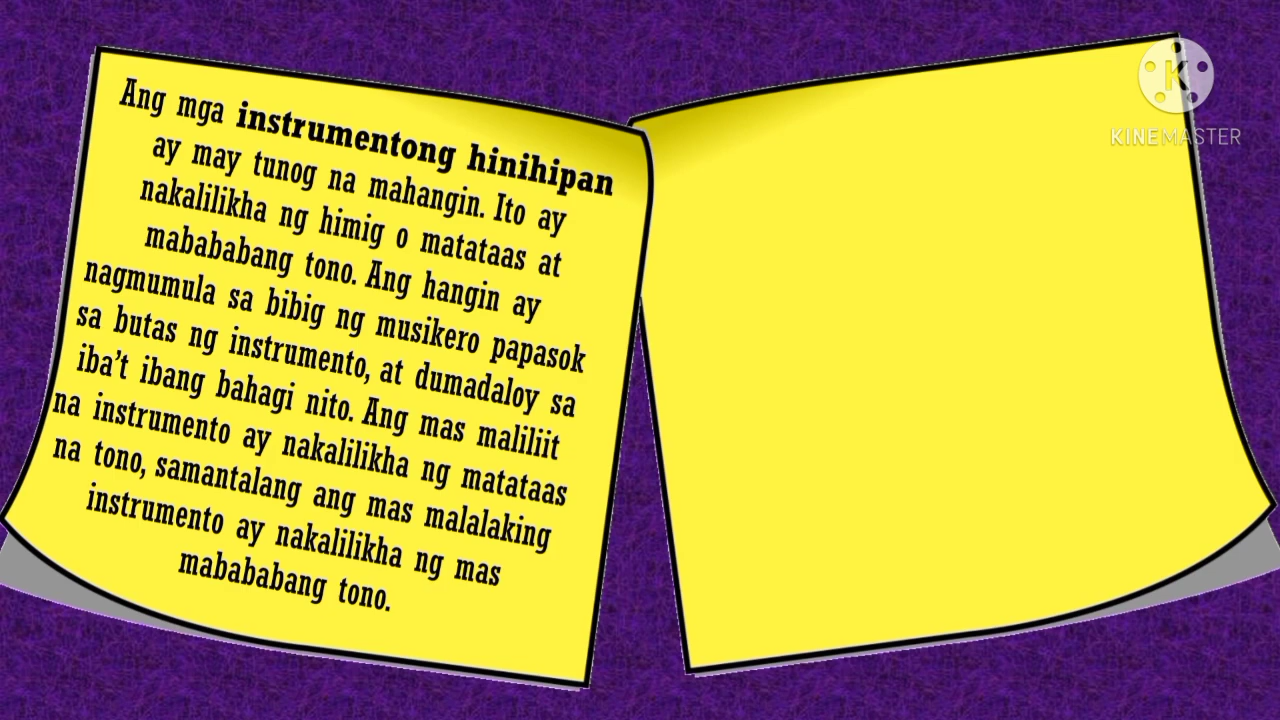 Ang mga instrumentong hinihipan
ay may tunog na mahangin. Ito ay
nakalilikha ng himig o matataas at
mabababang tono. Ang hangin ay
nagmumula sa bibig ng musikero papasok
sa butas ng instrumento, at dumadaloy sa
iba't ibang bahagi nito. Ang mas maliliit
na instrumento ay nakalilikha ng matataas
na tono, samantalang ang mas malalaking
instrumento ay nakalilikha ng mas
mabababang tono.
K
KINEMASTER